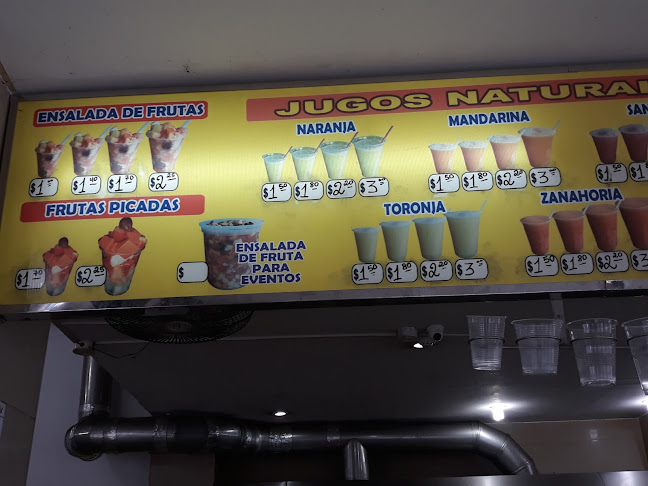 ENSALADA DE FRUTAS
$1.40
$1.70
$2.25
FRUTAS PICADAS
$1.70
$2.25
$
ENSALADA
DE FRUTA
PARA
EVENTOS
JUGOS NATURAL
NARANJA
$1.50
$1.80
$2.20
$3.00
MANDARINA
$1.50
$1.80
$2.20
$3.00
SAN
TORONJA
$1.50
$1.80
$2.20
$3.00
ZANAHORIA
$1.50
$1.80
$2.20